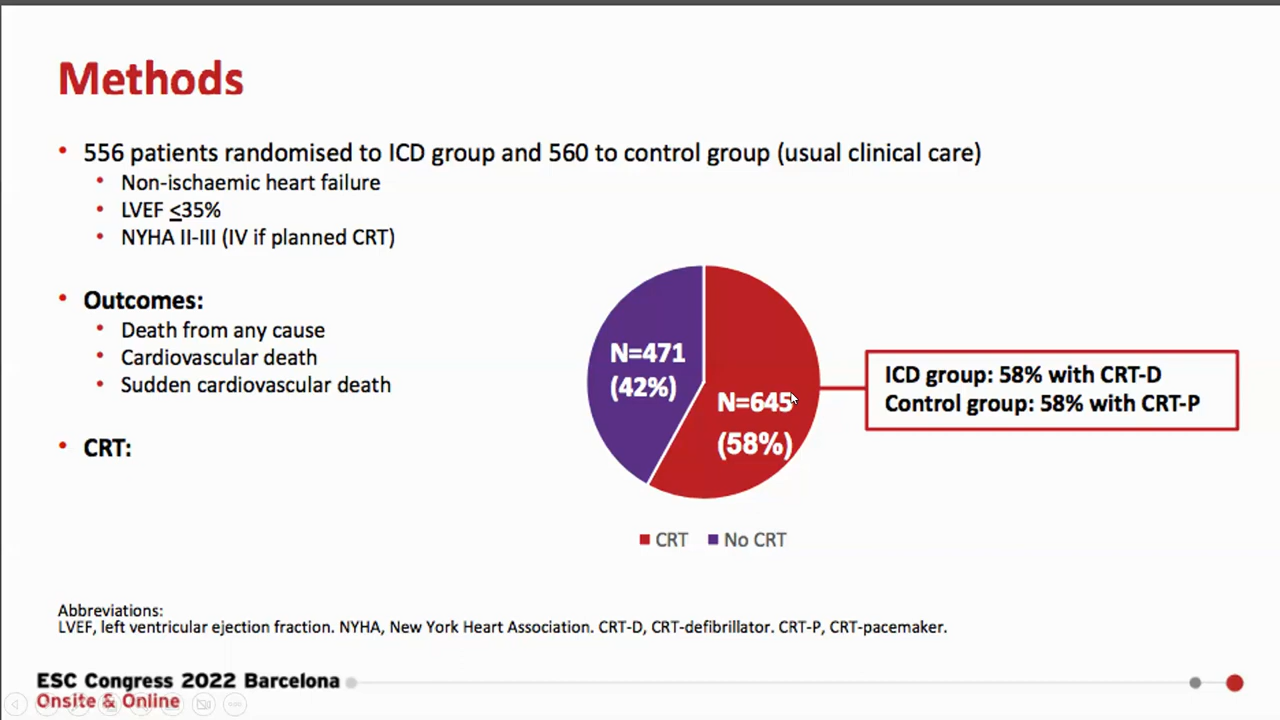 Methods
• 556 patients randomised to ICD group and 560 to control group (usual clinical care)
• Non-ischaemic heart failure
• LVEF ≤35%
• NYHA II-III (IV if planned CRT)
• Outcomes:
• Death from any cause
• Cardiovascular death
• Sudden cardiovascular death
• CRT:
N=471
(42%)
N=645
(58%)
ICD group: 58% with CRT-D
Control group: 58% with CRT-P
CRT No CRT
Abbreviations:
LVEF, left ventricular ejection fraction. NYHA, New York Heart Association. CRT-D, CRT-defibrillator. CRT-P, CRT-pacemaker.
ESC Congress 2022 Barcelona
Onsite & Online